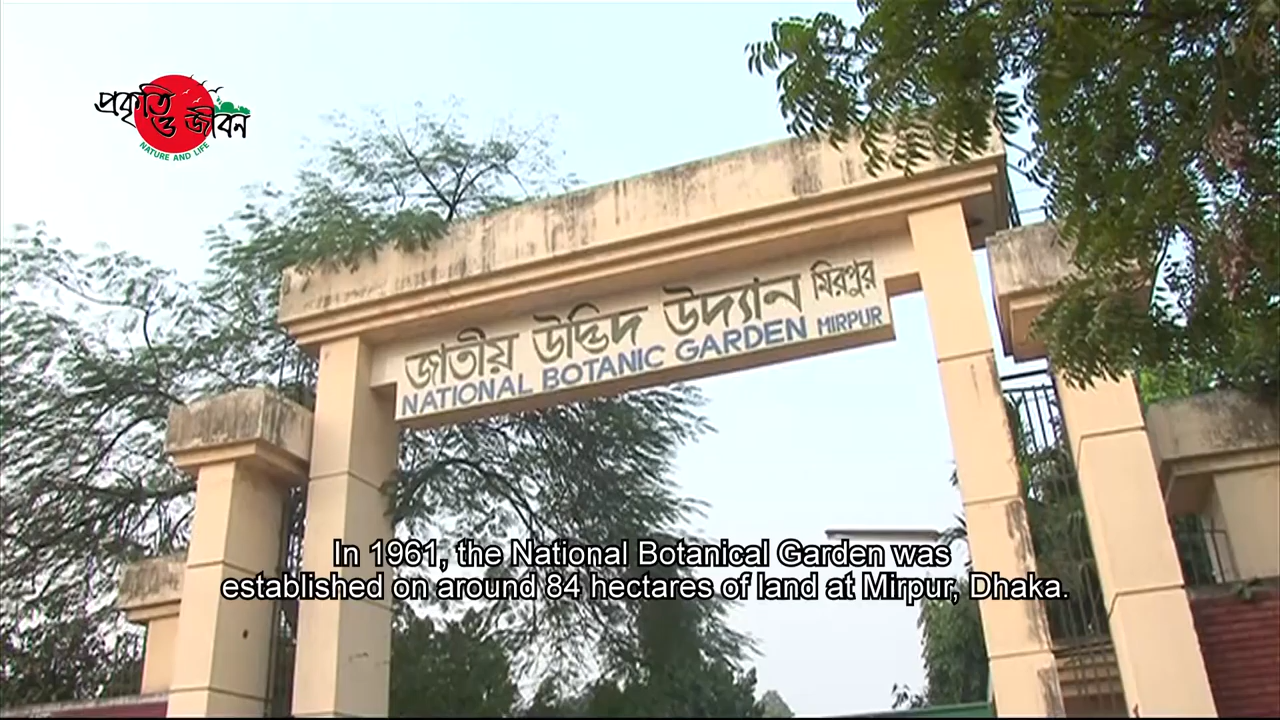 প্রকৃতি
ও জীবন
NATURE AND LIFE
জাতীয় উদ্ভিদ উদ্যান মিরপুর
NATIONAL BOTANIC GARDEN MIRPUR
In 1961, the National Botanical Garden was
established on around 84 hectares of land at Mirpur, Dhaka.